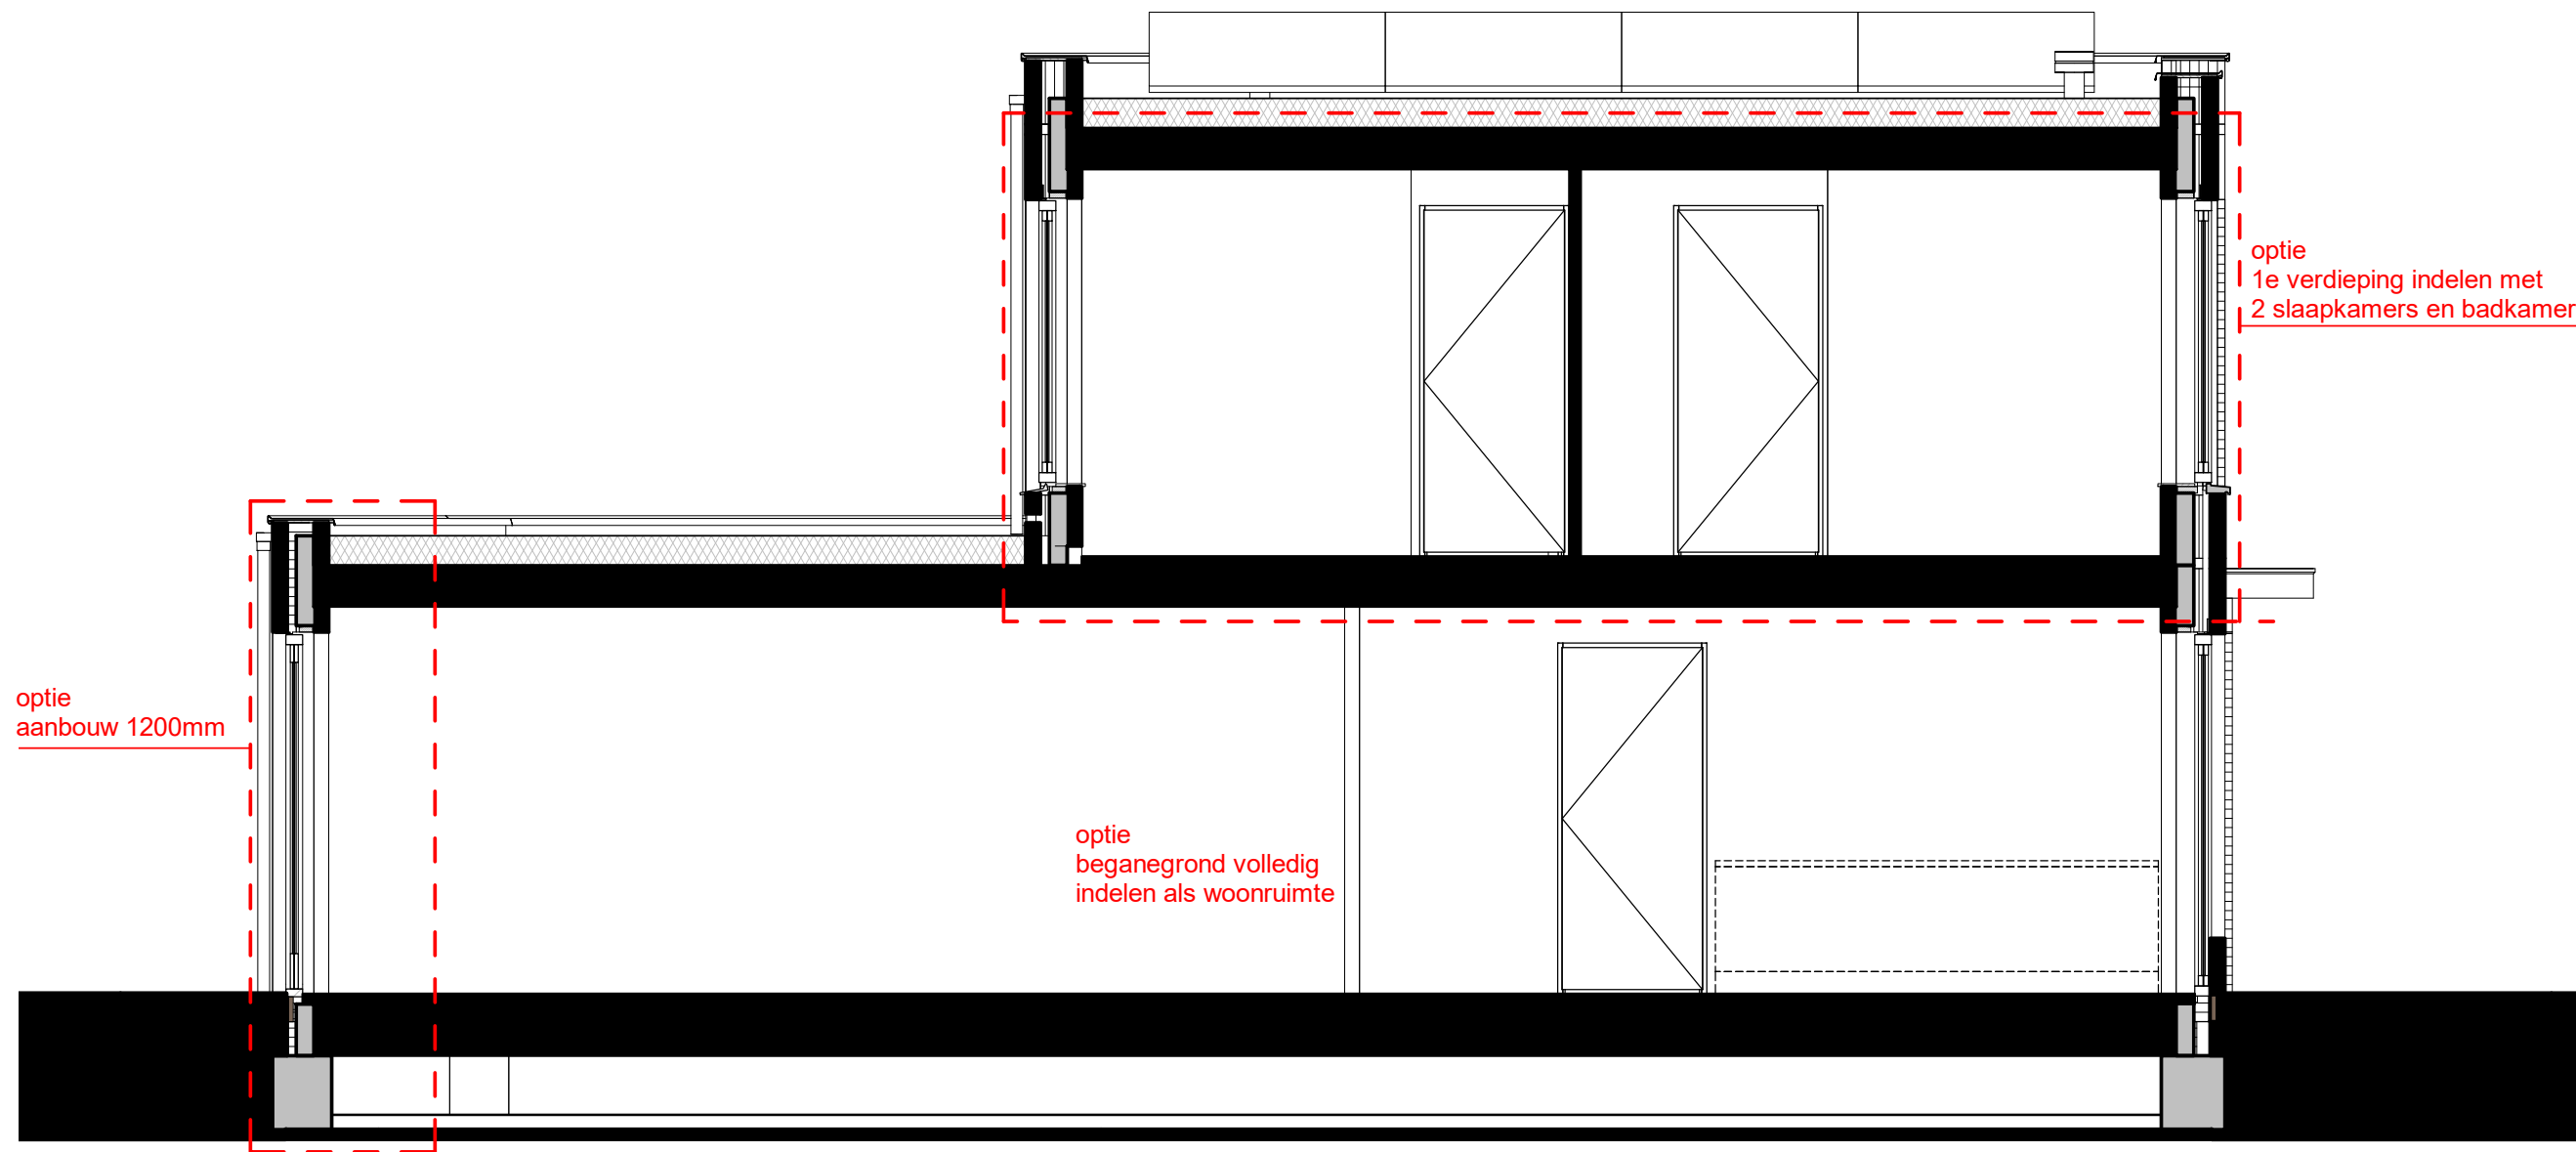 optie
1e verdieping indelen met
2 slaapkamers en badkamer
optie
aanbouw 1200mm
optie
beganegrond volledig
indelen als woonruimte